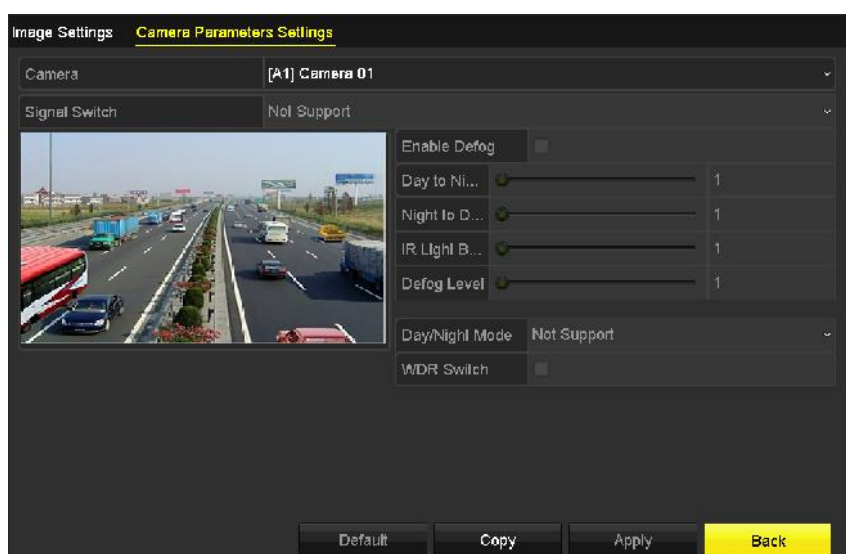 Image Settings Camera Parameters Settings
Camera [A1] Camera 01
Signal Switch Not Support
Enable Defog
Day to Ni... 1
Night to D... 1
IR Light B... 1
Defog Level 1
Day/Night Mode Not Support
WDR Switch
Default Copy Apply Back